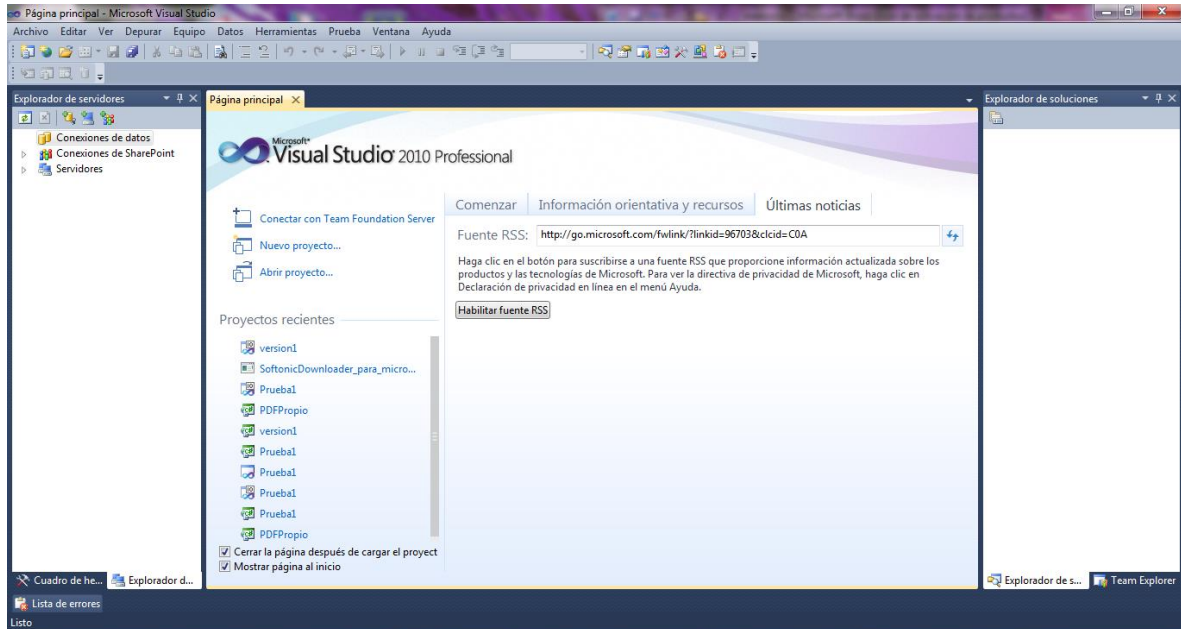 Página principal - Microsoft Visual Studio
Archivo Editar Ver Depurar Equipo Datos Herramientas Prueba Ventana Ayuda
Explorador de servidores
Conexiones de datos
Conexiones de SharePoint
Servidores
Página principal
Microsoft
Visual Studio 2010 Professional
Conectar con Team Foundation Server
Nuevo proyecto...
Abrir proyecto...
Proyectos recientes
version1
SoftonicDownloader_para_micro...
Prueba1
PDFPropio
version1
Prueba1
Prueba1
Prueba1
Prueba1
PDFPropio
Cerrar la página después de cargar el proyect
Mostrar página al inicio
Comenzar Información orientativa y recursos Últimas noticias
Fuente RSS: http://go.microsoft.com/fwlink/?linkid=96703&clcid=C0A
Haga clic en el botón para suscribirse a una fuente RSS que proporcione información actualizada sobre los
productos y las tecnologías de Microsoft. Para ver la directiva de privacidad de Microsoft, haga clic en
Declaración de privacidad en línea en el menú Ayuda.
Habilitar fuente RSS
Explorador de soluciones
Cuadro de he... Explorador d...
Explorador de s... Team Explorer
Lista de errores
Listo